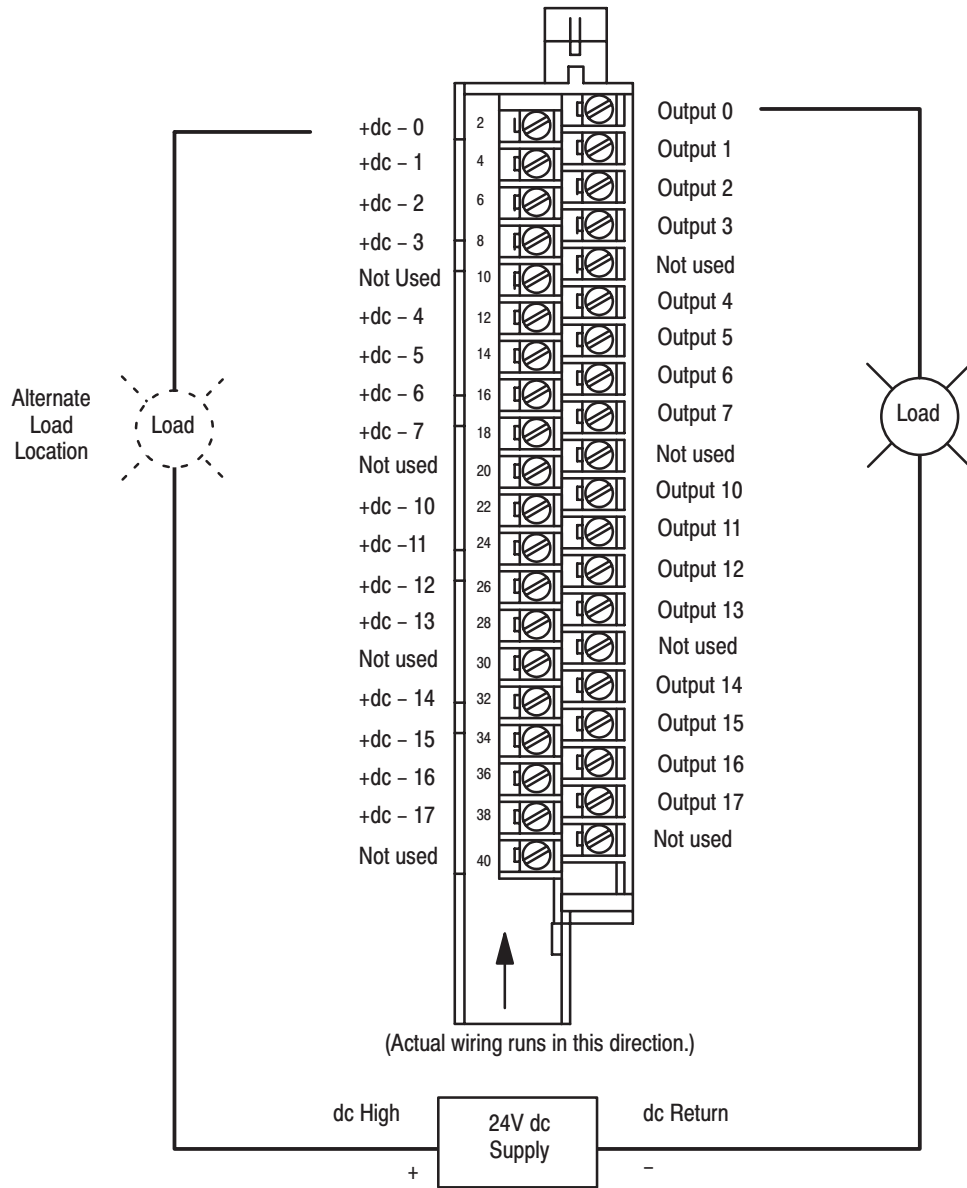 +dc – 0
2
Output 0
+dc – 1
4
Output 1
+dc – 2
6
Output 2
+dc – 3
8
Output 3
Not Used
10
Not used
+dc – 4
12
Output 4
+dc – 5
14
Output 5
+dc – 6
16
Output 6
+dc – 7
18
Output 7
Not used
20
Not used
+dc – 10
22
Output 10
+dc –11
24
Output 11
+dc – 12
26
Output 12
+dc – 13
28
Output 13
Not used
30
Not used
+dc – 14
32
Output 14
+dc – 15
34
Output 15
+dc – 16
36
Output 16
+dc – 17
38
Output 17
Not used
40
Not used
Alternate
Load
Location
Load
Load
(Actual wiring runs in this direction.)
dc High
24V dc
Supply
dc Return
+
–